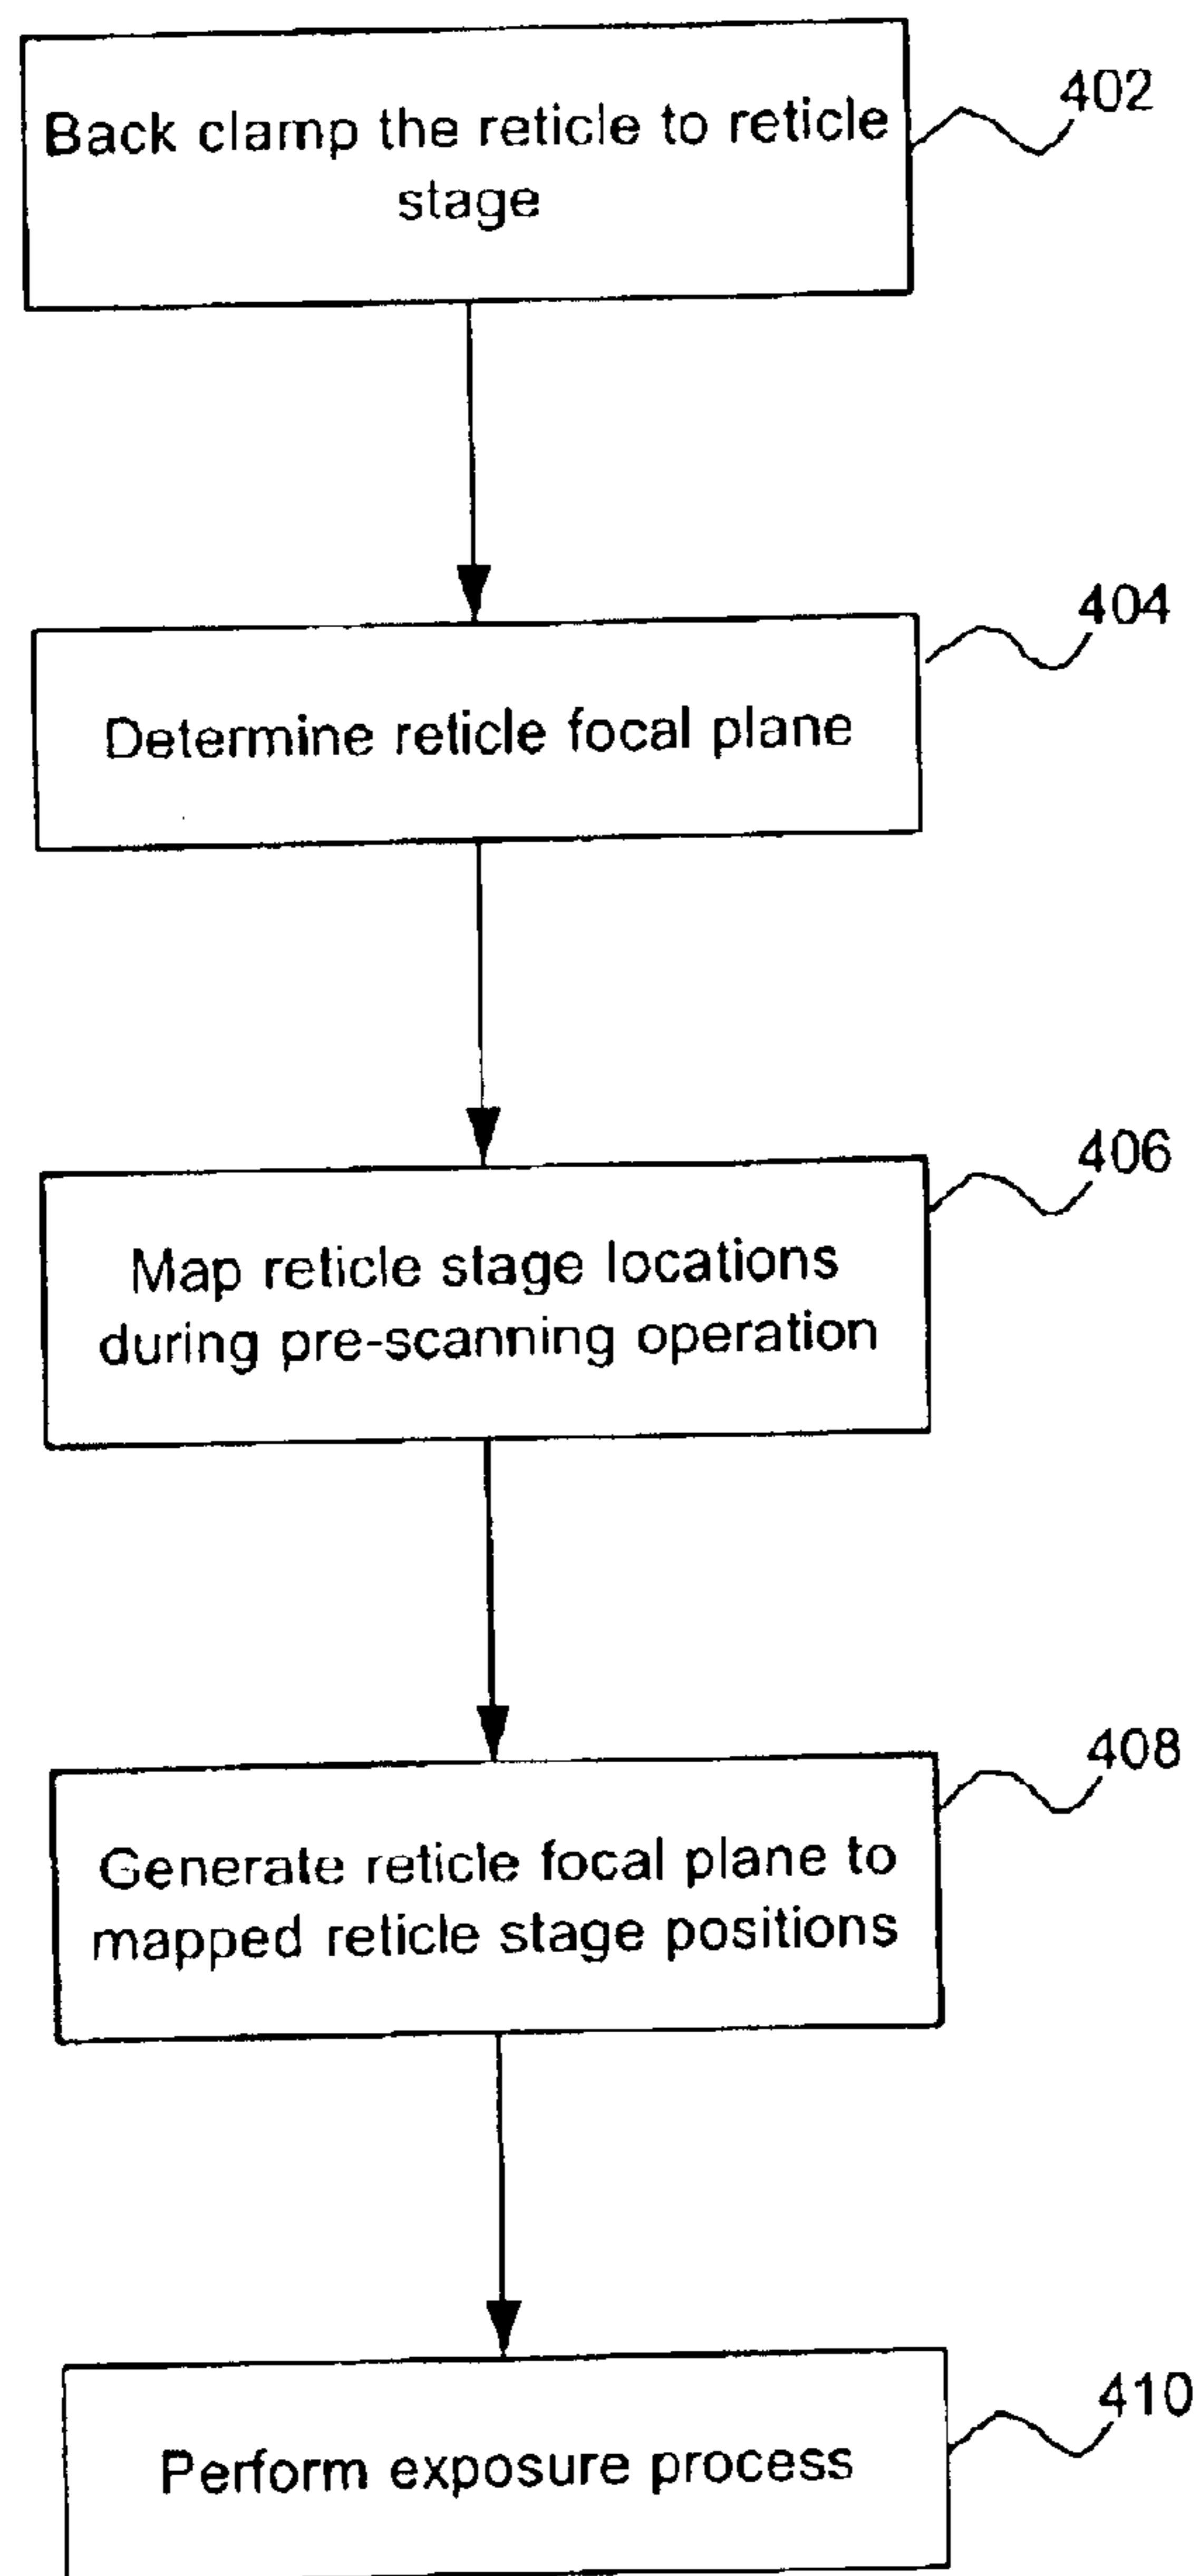 Back clamp the reticle to reticle
stage
402
Determine reticle focal plane
404
Map reticle stage locations
during pre-scanning operation
406
Generate reticle focal plane to
mapped reticle stage positions
408
Perform exposure process
410